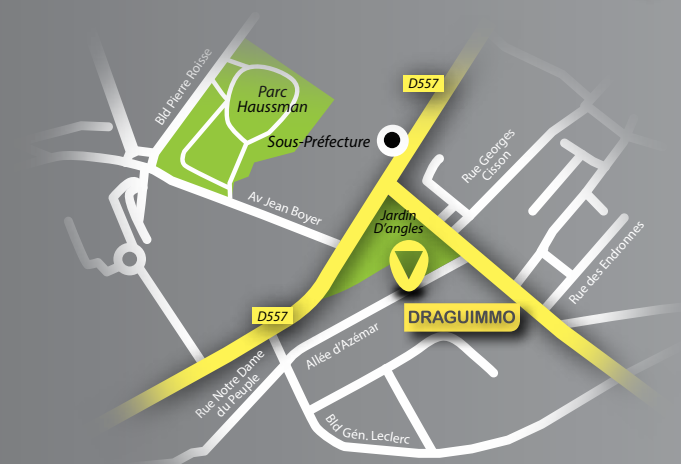 Bld Pierre Roisse
Parc
Haussman
D557
Sous-Préfecture
Rue Georges
Cisson
Av Jean Boyer
Jardin
D'angles
Rue des Endronnes
D557
DRAGUIMMO
Allée d'Azémar
Rue Notre Dame
du Peuple
Bld Gén. Leclerc